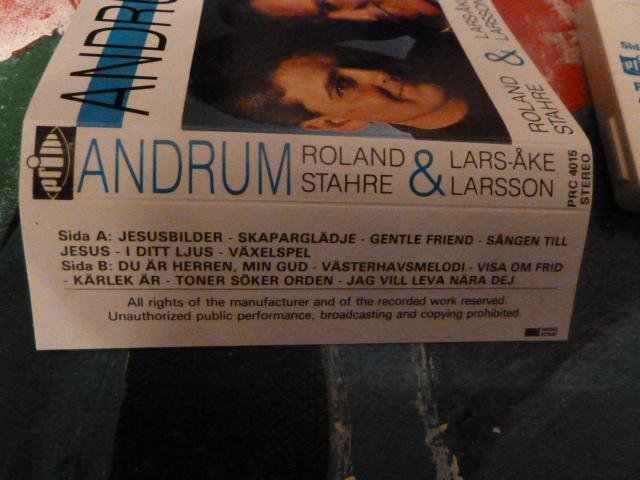 ANDRUM
ROLAND
STAHRE
&
LARS-ÅKE
LARSSON
prim
ANDRUM
ROLAND
STAHRE
&
LARS-ÅKE
LARSSON
PRC 4015
STEREO
Sida A: JESUSBILDER - SKAPARGLÄDJE - GENTLE FRIEND - SÅNGEN TILL
JESUS - I DITT LJUS - VÄXELSPEL
Sida B: DU ÄR HERREN, MIN GUD - VÄSTERHAVSMELODI - VISA OM FRID
- KÄRLEK ÄR - TONER SÖKER ORDEN - JAG VILL LEVA NÄRA DEJ
All rights of the manufacturer and of the recorded work reserved.
Unauthorized public performance, broadcasting and copying prohibited.